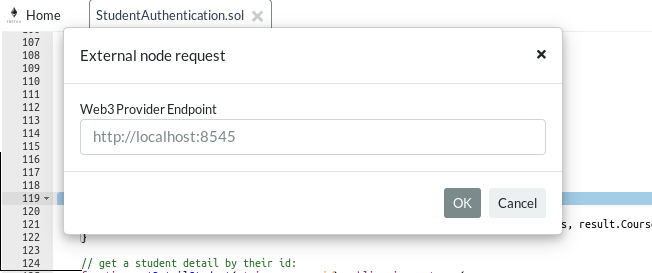 Home
StudentAuthentication.sol
External node request
Web3 Provider Endpoint
http://localhost:8545
OK
Cancel
107
108
109
110
111
112
113
114
115
116
117
118
119
120
121 s, result.Cours
122 }
123
124 // get a student detail by their id: